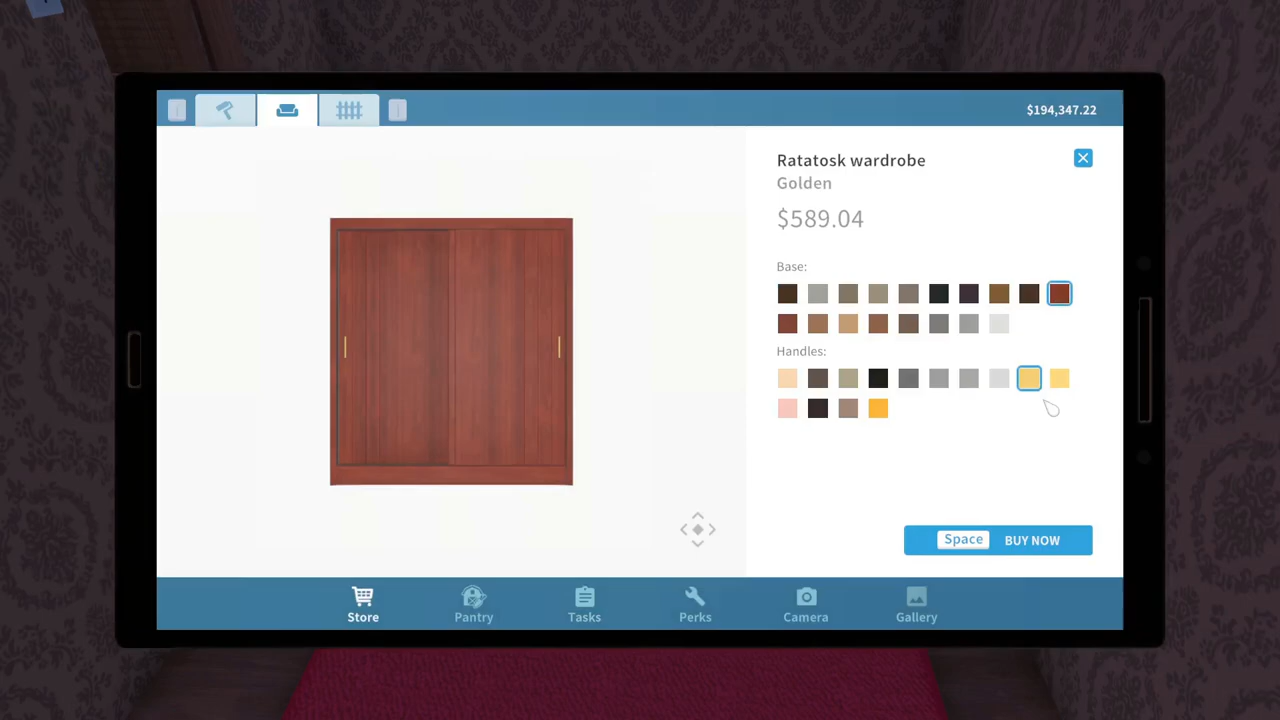 $194,347.22
Ratatosk wardrobe
Golden
$589.04
Base:
Handles:
Space BUY NOW
Store Pantry Tasks Perks Camera Gallery